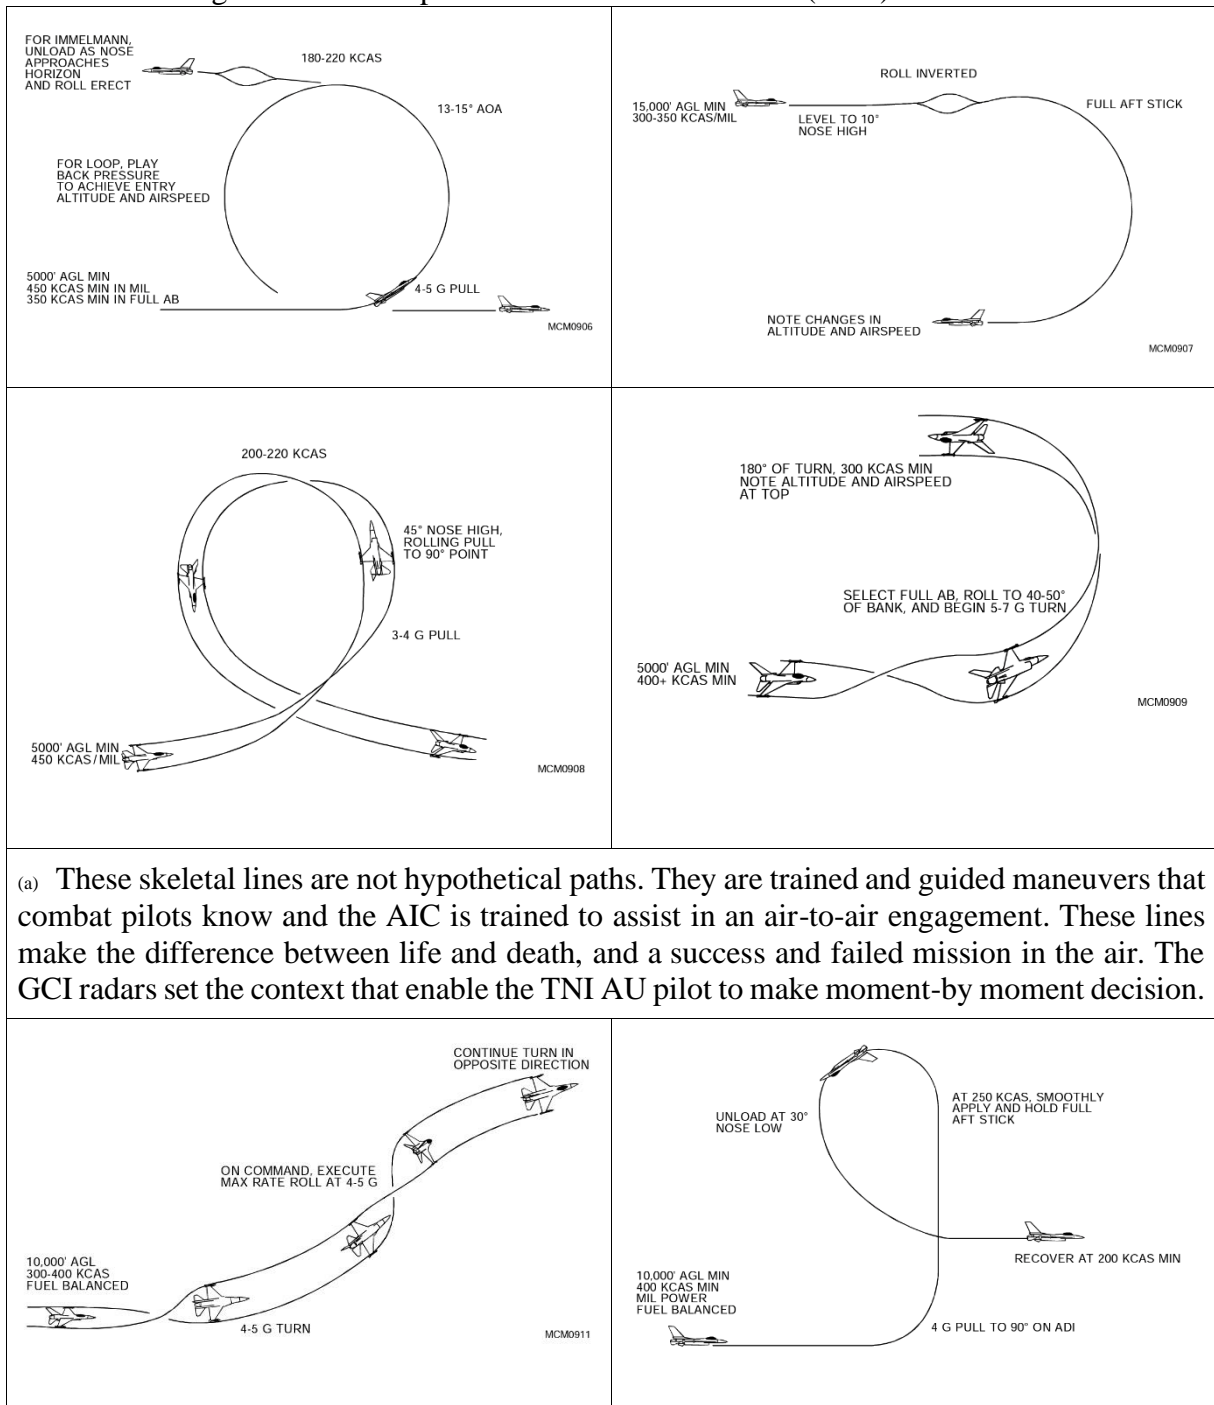 FOR IMMELMANN,
UNLOAD AS NOSE
APPROACHES
HORIZON
AND ROLL ERECT
180-220 KCAS
13-15° AOA
FOR LOOP, PLAY
BACK PRESSURE
TO ACHIEVE ENTRY
ALTITUDE AND AIRSPEED
5000' AGL MIN
450 KCAS MIN IN MIL
350 KCAS MIN IN FULL AB
4-5 G PULL
MCM0906
ROLL INVERTED
15,000' AGL MIN
300-350 KCAS/MIL
LEVEL TO 10°
NOSE HIGH
FULL AFT STICK
NOTE CHANGES IN
ALTITUDE AND AIRSPEED
MCM0907
200-220 KCAS
45° NOSE HIGH,
ROLLING PULL
TO 90° POINT
3-4 G PULL
5000' AGL MIN
450 KCAS/MIL
MCM0908
180° OF TURN, 300 KCAS MIN
NOTE ALTITUDE AND AIRSPEED
AT TOP
SELECT FULL AB, ROLL TO 40-50°
OF BANK, AND BEGIN 5-7 G TURN
5000' AGL MIN
400+ KCAS MIN
MCM0909
(a) These skeletal lines are not hypothetical paths. They are trained and guided maneuvers that
combat pilots know and the AIC is trained to assist in an air-to-air engagement. These lines
make the difference between life and death, and a success and failed mission in the air. The
GCI radars set the context that enable the TNI AU pilot to make moment-by moment decision.
CONTINUE TURN IN
OPPOSITE DIRECTION
ON COMMAND, EXECUTE
MAX RATE ROLL AT 4-5 G
10,000' AGL
300-400 KCAS
FUEL BALANCED
4-5 G TURN
MCM0911
UNLOAD AT 30°
NOSE LOW
AT 250 KCAS, SMOOTHLY
APPLY AND HOLD FULL
AFT STICK
RECOVER AT 200 KCAS MIN
10,000' AGL MIN
400 KCAS MIN
MIL POWER
FUEL BALANCED
4 G PULL TO 90° ON ADI